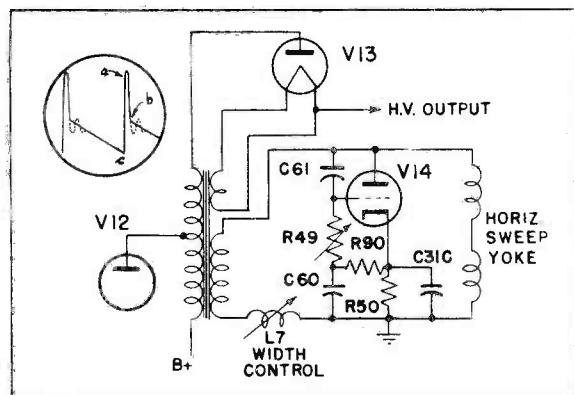 V13
a
b
c
H.V. OUTPUT
C61
V14
V12
R49
R90
C31C
HORIZ
SWEEP
YOKE
C60
R50
L7
WIDTH
CONTROL
B+